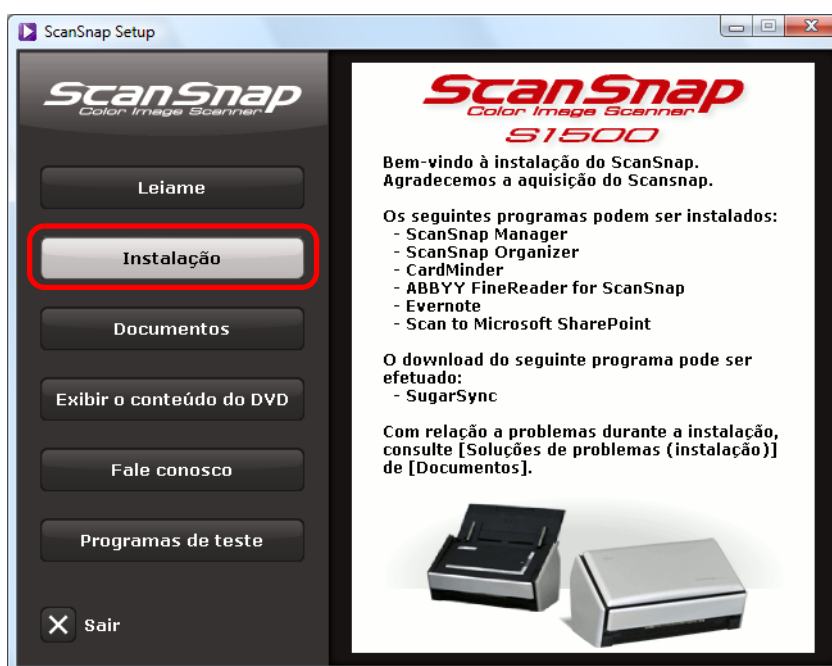 ScanSnap Setup
ScanSnap
Color Image Scanner
Leiame
Instalação
Documentos
Exibir o conteúdo do DVD
Fale conosco
Programas de teste
Sair
ScanSnap
Color Image Scanner
S1500
Bem-vindo à instalação do ScanSnap.
Agradecemos a aquisição do Scansnap.
Os seguintes programas podem ser instalados:
- ScanSnap Manager
- ScanSnap Organizer
- CardMinder
- ABBYY FineReader for ScanSnap
- Evernote
- Scan to Microsoft SharePoint
O download do seguinte programa pode ser
efetuado:
- SugarSync
Com relação a problemas durante a instalação,
consulte [Soluções de problemas (instalação)]
de [Documentos].